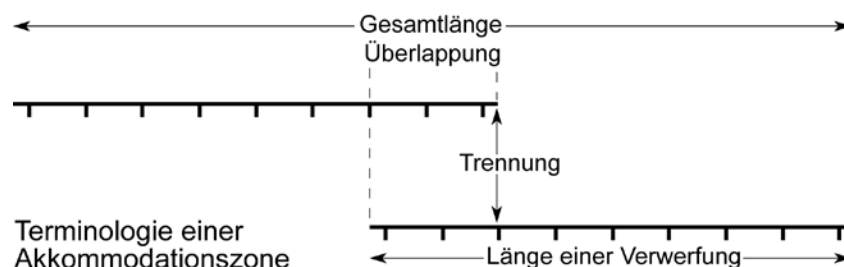 Gesamtlänge
Überlappung
Trennung
Terminologie einer
Akkommodationszone
Länge einer Verwerfung